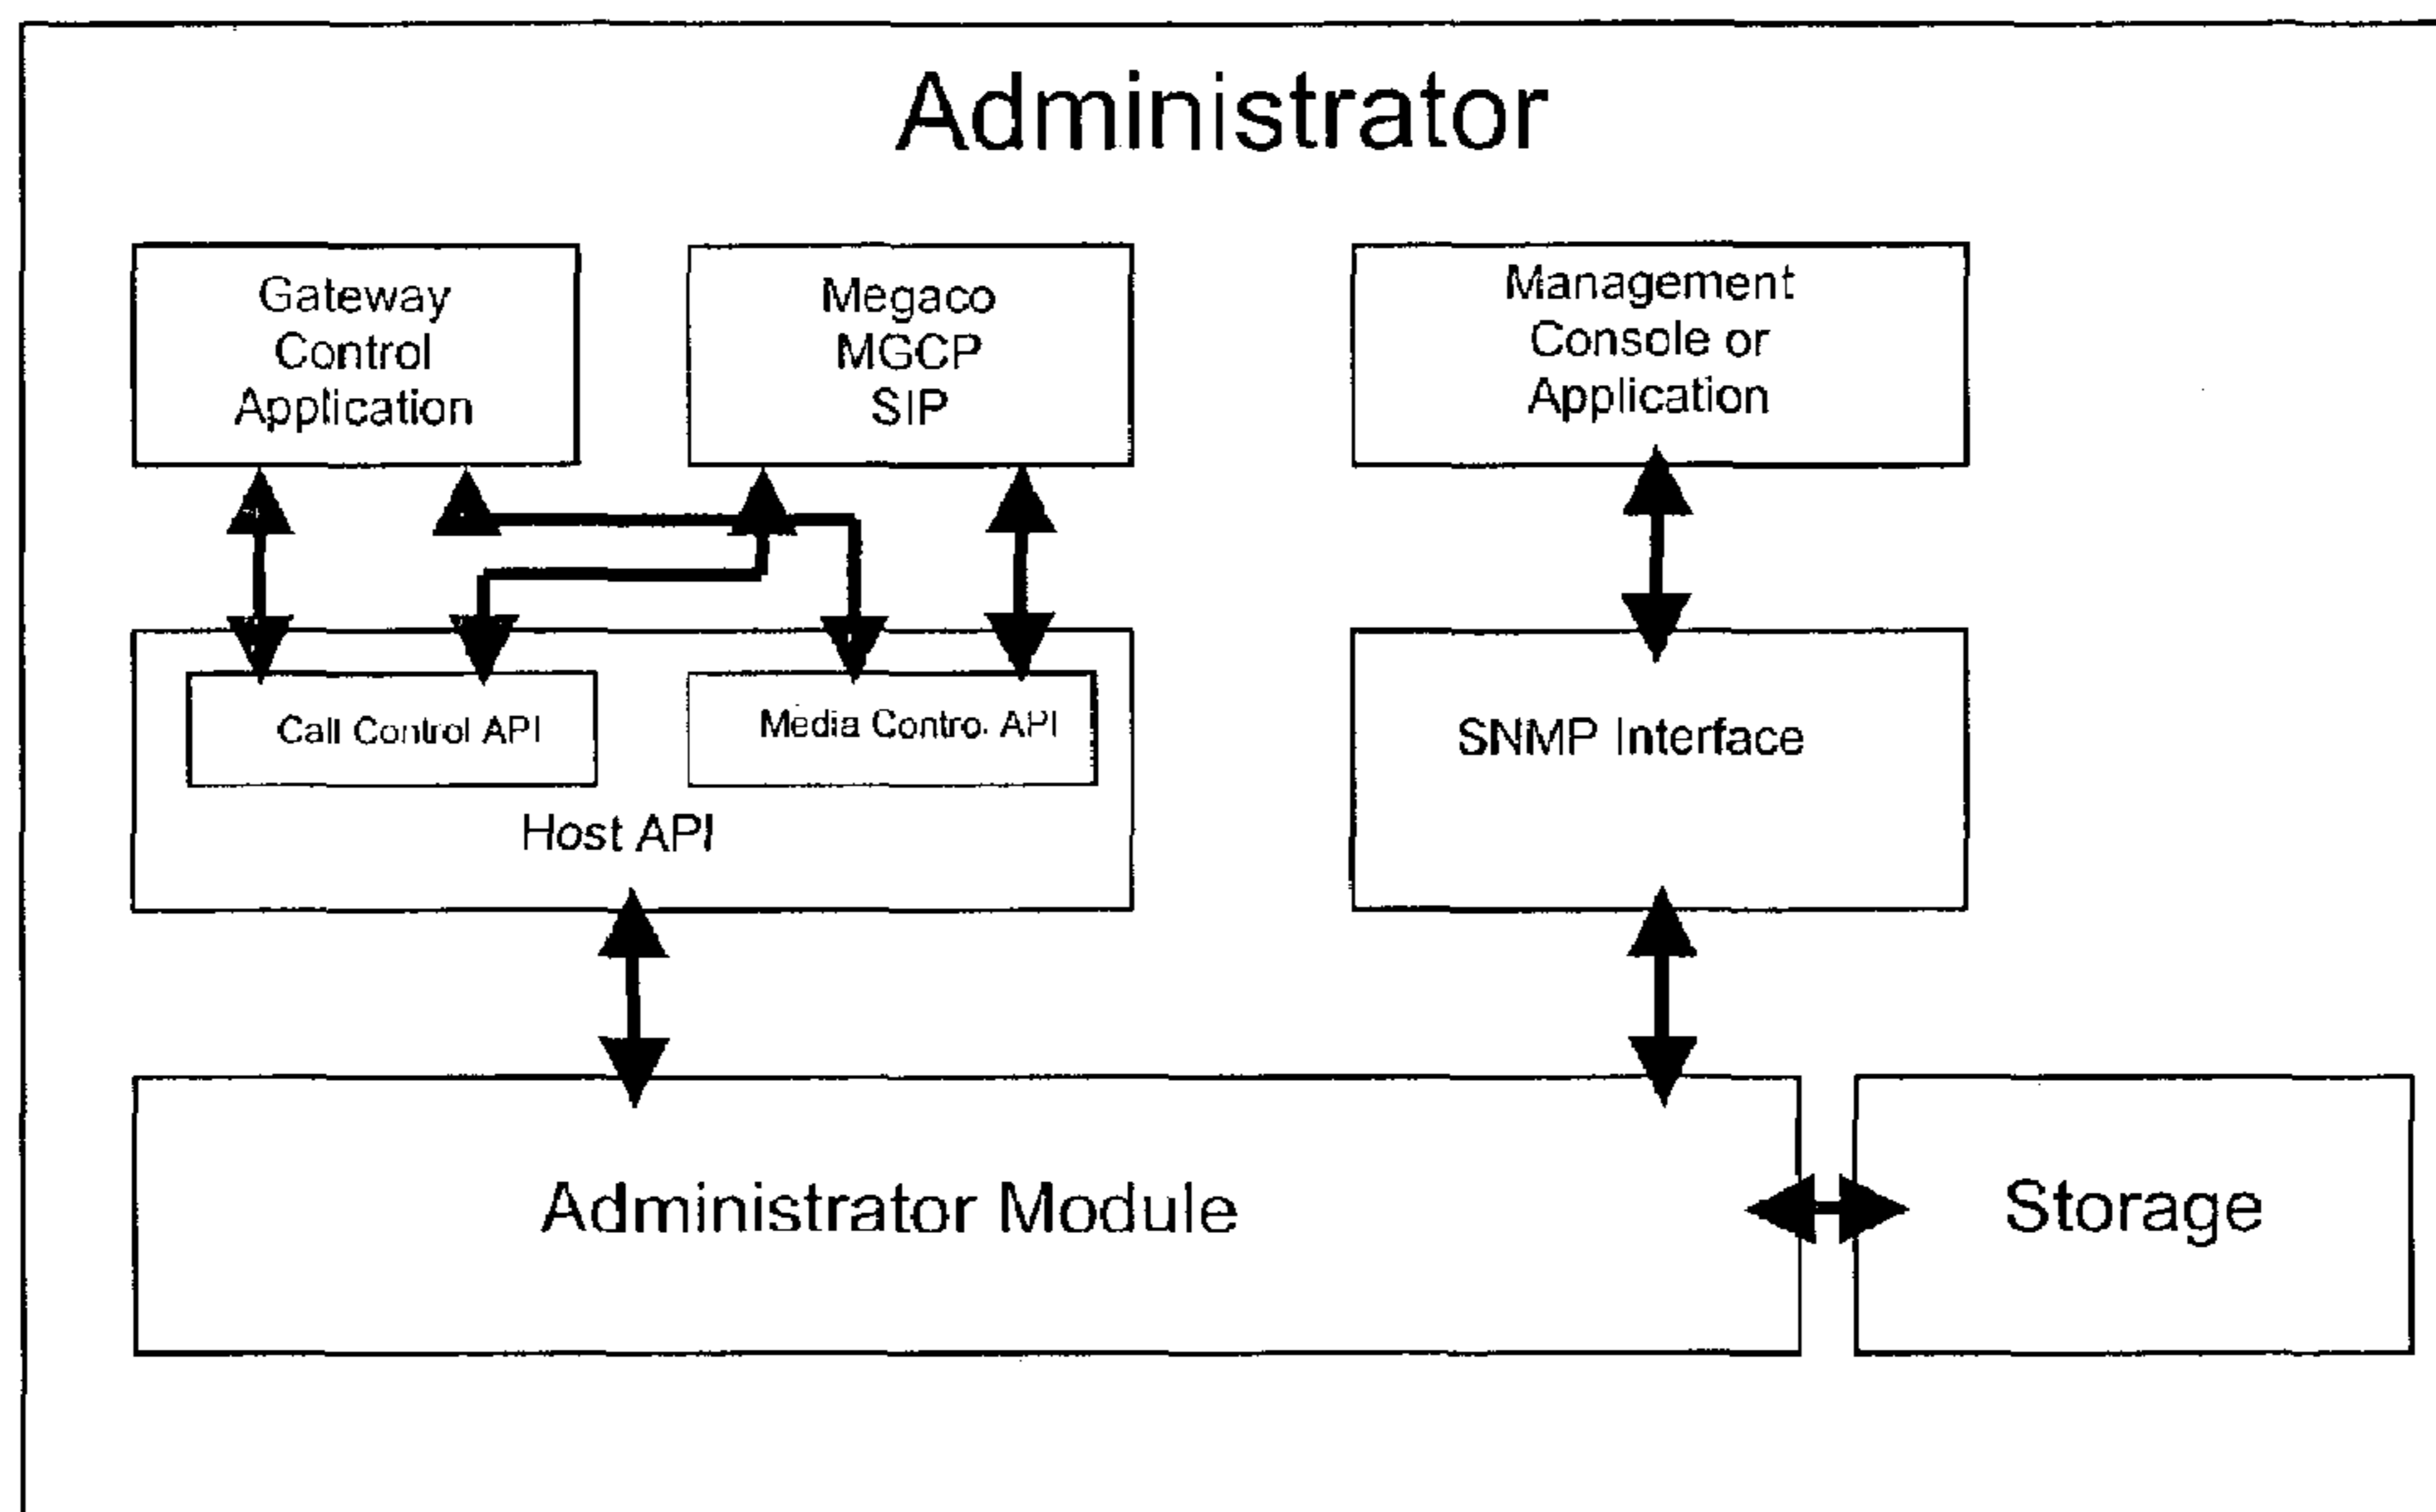 Administrator
Gateway
Control
Application
Megaco
MGCP
SIP
Management
Console or
Application
Call Control API
Media Control API
Host API
SNMP Interface
Administrator Module
Storage